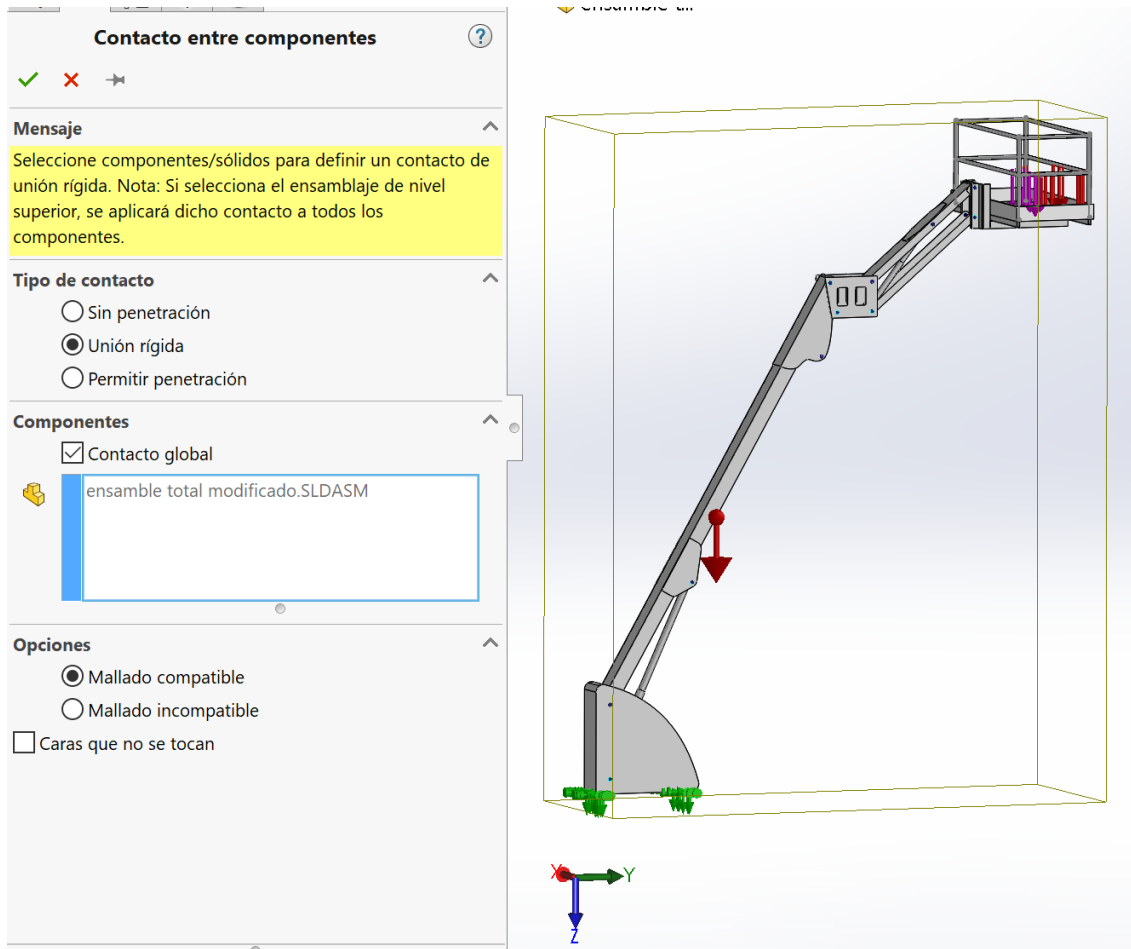 Contacto entre componentes
?
Mensaje
Seleccione componentes/sólidos para definir un contacto de
unión rígida. Nota: Si selecciona el ensamblaje de nivel
superior, se aplicará dicho contacto a todos los
componentes.
Tipo de contacto
Sin penetración
Unión rígida
Permitir penetración
Componentes
Contacto global
ensamble total modificado.SLDASM
Opciones
Mallado compatible
Mallado incompatible
Caras que no se tocan
X
Y
Z